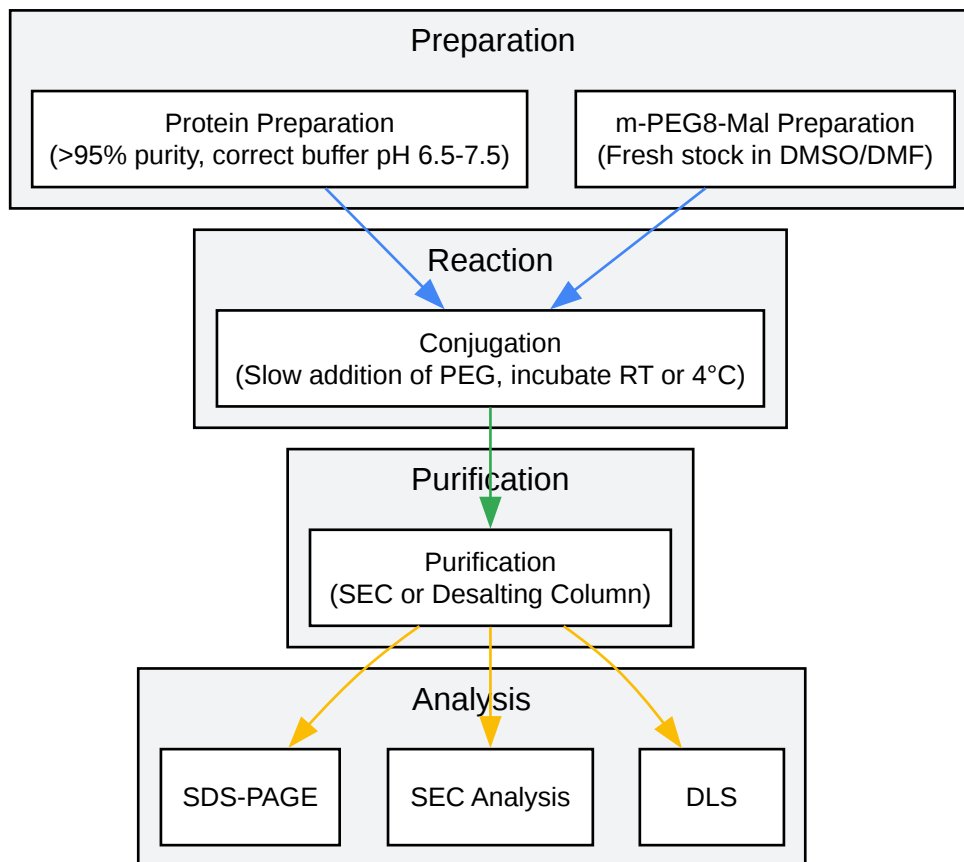 Preparation
Protein Preparation
(>95% purity, correct buffer pH 6.5-7.5)
m-PEG8-Mal Preparation
(Fresh stock in DMSO/DMF)
Reaction
Conjugation
(Slow addition of PEG, incubate RT or 4°C)
Purification
Purification
(SEC or Desalting Column)
Analysis
SDS-PAGE
SEC Analysis
DLS